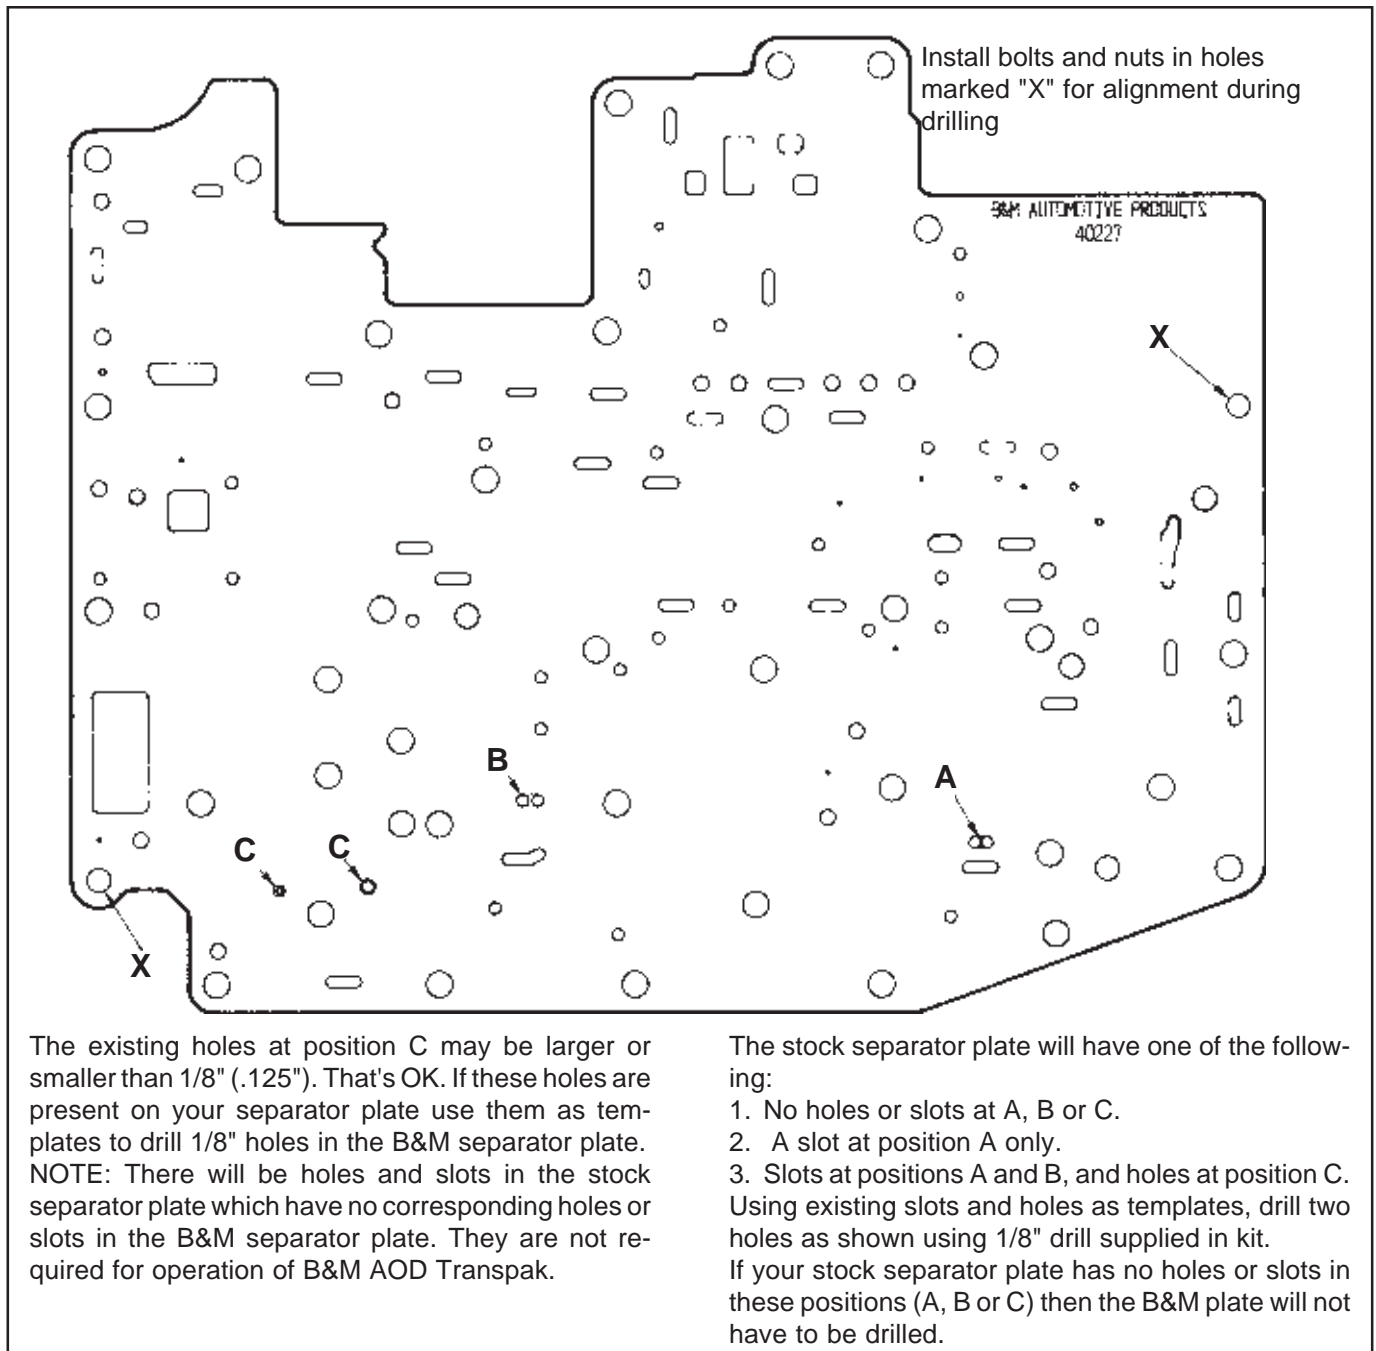 Install bolts and nuts in holes
marked "X" for alignment during
drilling
B&M AUTOMOTIVE PRODUCTS
40227
X
B
A
C
C
X
The existing holes at position C may be larger or
smaller than 1/8" (.125"). That's OK. If these holes are
present on your separator plate use them as tem-
plates to drill 1/8" holes in the B&M separator plate.
NOTE: There will be holes and slots in the stock
separator plate which have no corresponding holes or
slots in the B&M separator plate. They are not re-
quired for operation of B&M AOD Transpak.
The stock separator plate will have one of the follow-
ing:
1. No holes or slots at A, B or C.
2. A slot at position A only.
3. Slots at positions A and B, and holes at position C.
Using existing slots and holes as templates, drill two
holes as shown using 1/8" drill supplied in kit.
If your stock separator plate has no holes or slots in
these positions (A, B or C) then the B&M plate will not
have to be drilled.